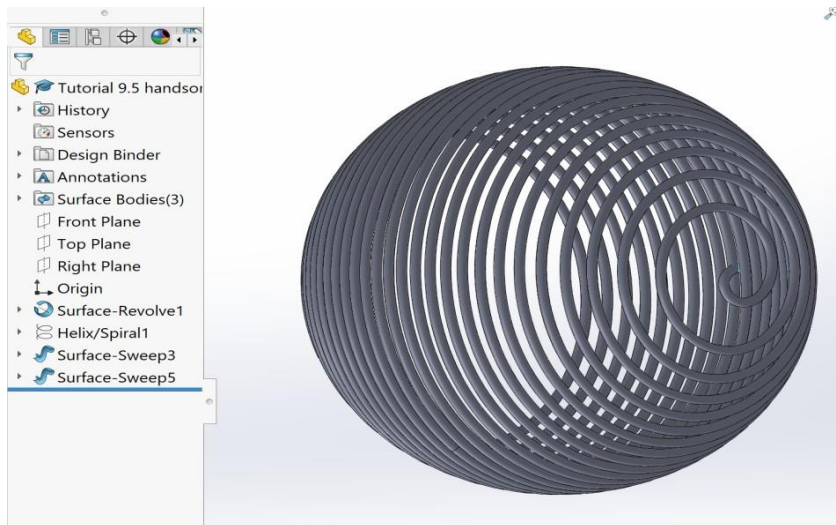 Tutorial 9.5 handsor
History
Sensors
Design Binder
Annotations
Surface Bodies(3)
Front Plane
Top Plane
Right Plane
Origin
Surface-Revolve1
Helix/Spiral1
Surface-Sweep3
Surface-Sweep5